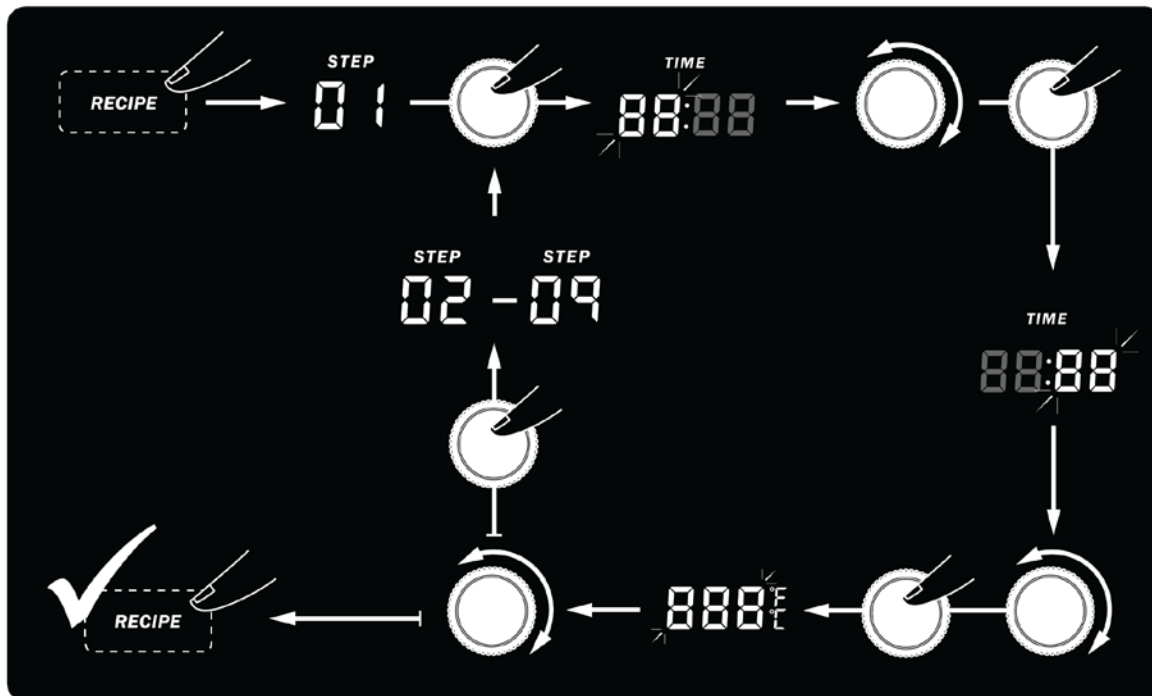 RECIPE
STEP
01
TIME
88:88
STEP STEP
02 - 09
TIME
88:88
888°F
°C
RECIPE